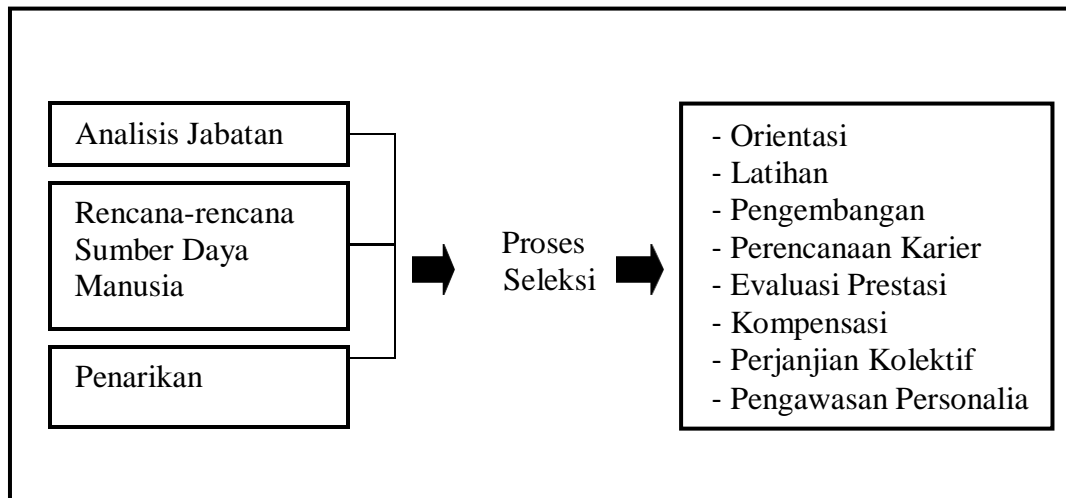 Analisis Jabatan
Rencana-rencana
Sumber Daya
Manusia
Penarikan
Proses
Seleksi
- Orientasi
- Latihan
- Pengembangan
- Perencanaan Karier
- Evaluasi Prestasi
- Kompensasi
- Perjanjian Kolektif
- Pengawasan Personalia